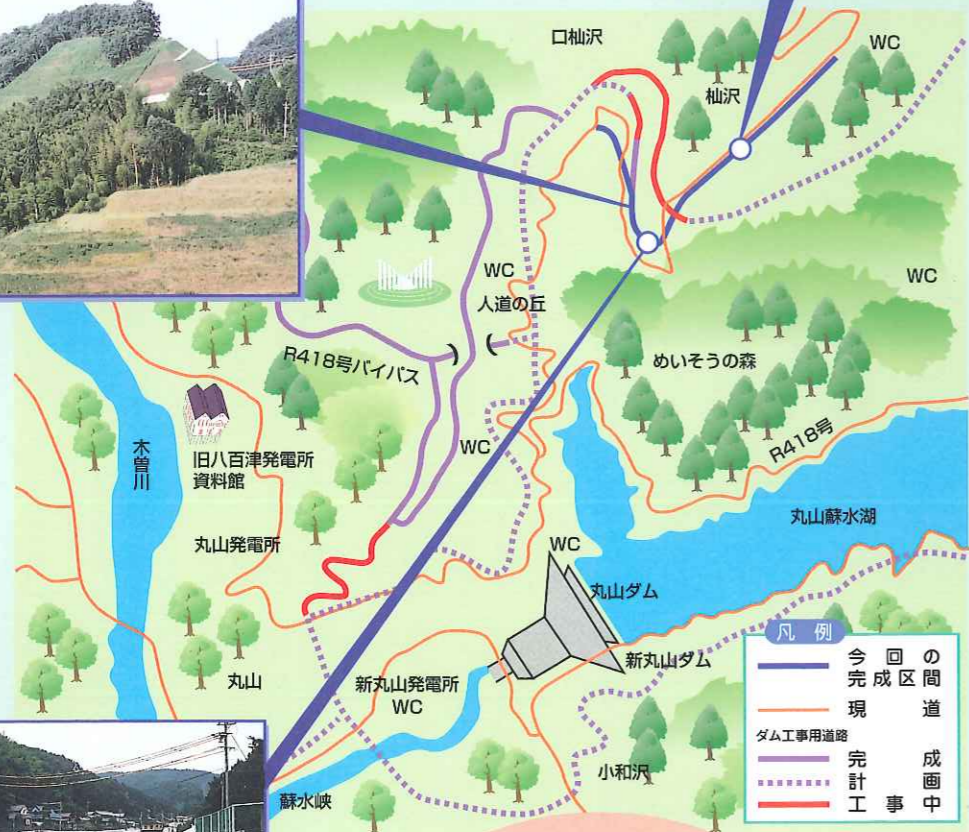 口杣沢
WC
杣沢
WC
WC
人道の丘
R418号バイパス
めいそうの森
WC
R418号
木曽川
旧八百津発電所
資料館
丸山蘇水湖
丸山発電所
WC
丸山ダム
新丸山ダム
丸山
新丸山発電所
WC
小和沢
蘇水峡
凡例
今回の
完成区間
現道
ダム工事用道路
完成
計画
工事中